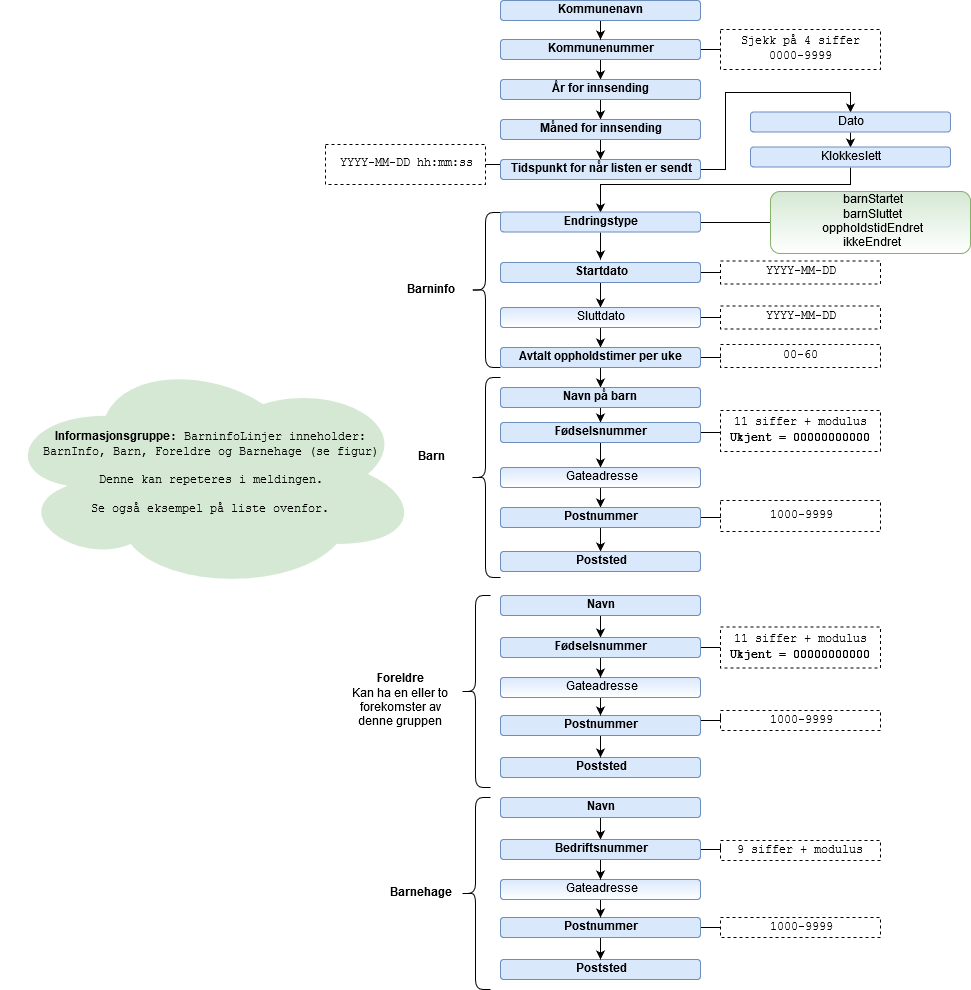 Kommunenavn
Kommunenummer
Sjekk på 4 siffer
0000-9999
År for innsending
Måned for innsending
Dato
YYYY-MM-DD hh:mm:ss
Tidspunkt for når listen er sendt
Klokkeslett
Barninfo
Endringstype
barnStartet
barnSluttet
oppholdstidEndret
ikkeEndret
Startdato
YYYY-MM-DD
Sluttdato
YYYY-MM-DD
Avtalt oppholdstimer per uke
00-60
Informasjonsgruppe: BarninfoLinjer inneholder:
BarnInfo, Barn, Foreldre og Barnehage (se figur)
Denne kan repeteres i meldingen.
Se også eksempel på liste ovenfor.
Barn
Navn på barn
Fødselsnummer
11 siffer + modulus
Ukjent = 00000000000
Gateadresse
Postnummer
1000-9999
Poststed
Foreldre
Kan ha en eller to
forekomster av
denne gruppen
Navn
Fødselsnummer
11 siffer + modulus
Ukjent = 00000000000
Gateadresse
Postnummer
1000-9999
Poststed
Barnehage
Navn
Bedriftsnummer
9 siffer + modulus
Gateadresse
Postnummer
1000-9999
Poststed